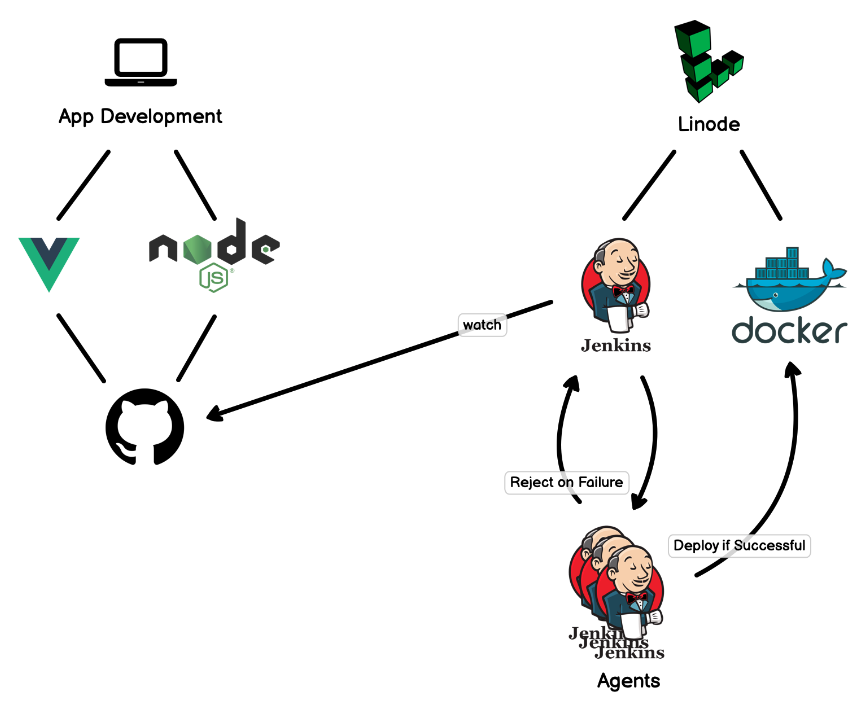 App Development
Linode
node
JS
®
watch
Jenkins
docker
Reject on Failure
Deploy if Successful
Jenkins
Jenkins
Jenkins
Agents